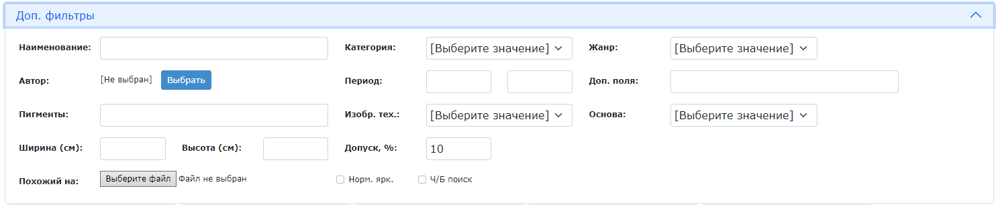 Доп. фильтры
Наименование: Категория: [Выберите значение] Жанр: [Выберите значение]
Автор: [Не выбран] Выбрать Период: Доп. поля:
Пигменты: Изобр. тех.: [Выберите значение] Основа: [Выберите значение]
Ширина (см): Высота (см): Допуск, %: 10
Похожий на: Выберите файл Файл не выбран Норм. ярк. Ч/Б поиск